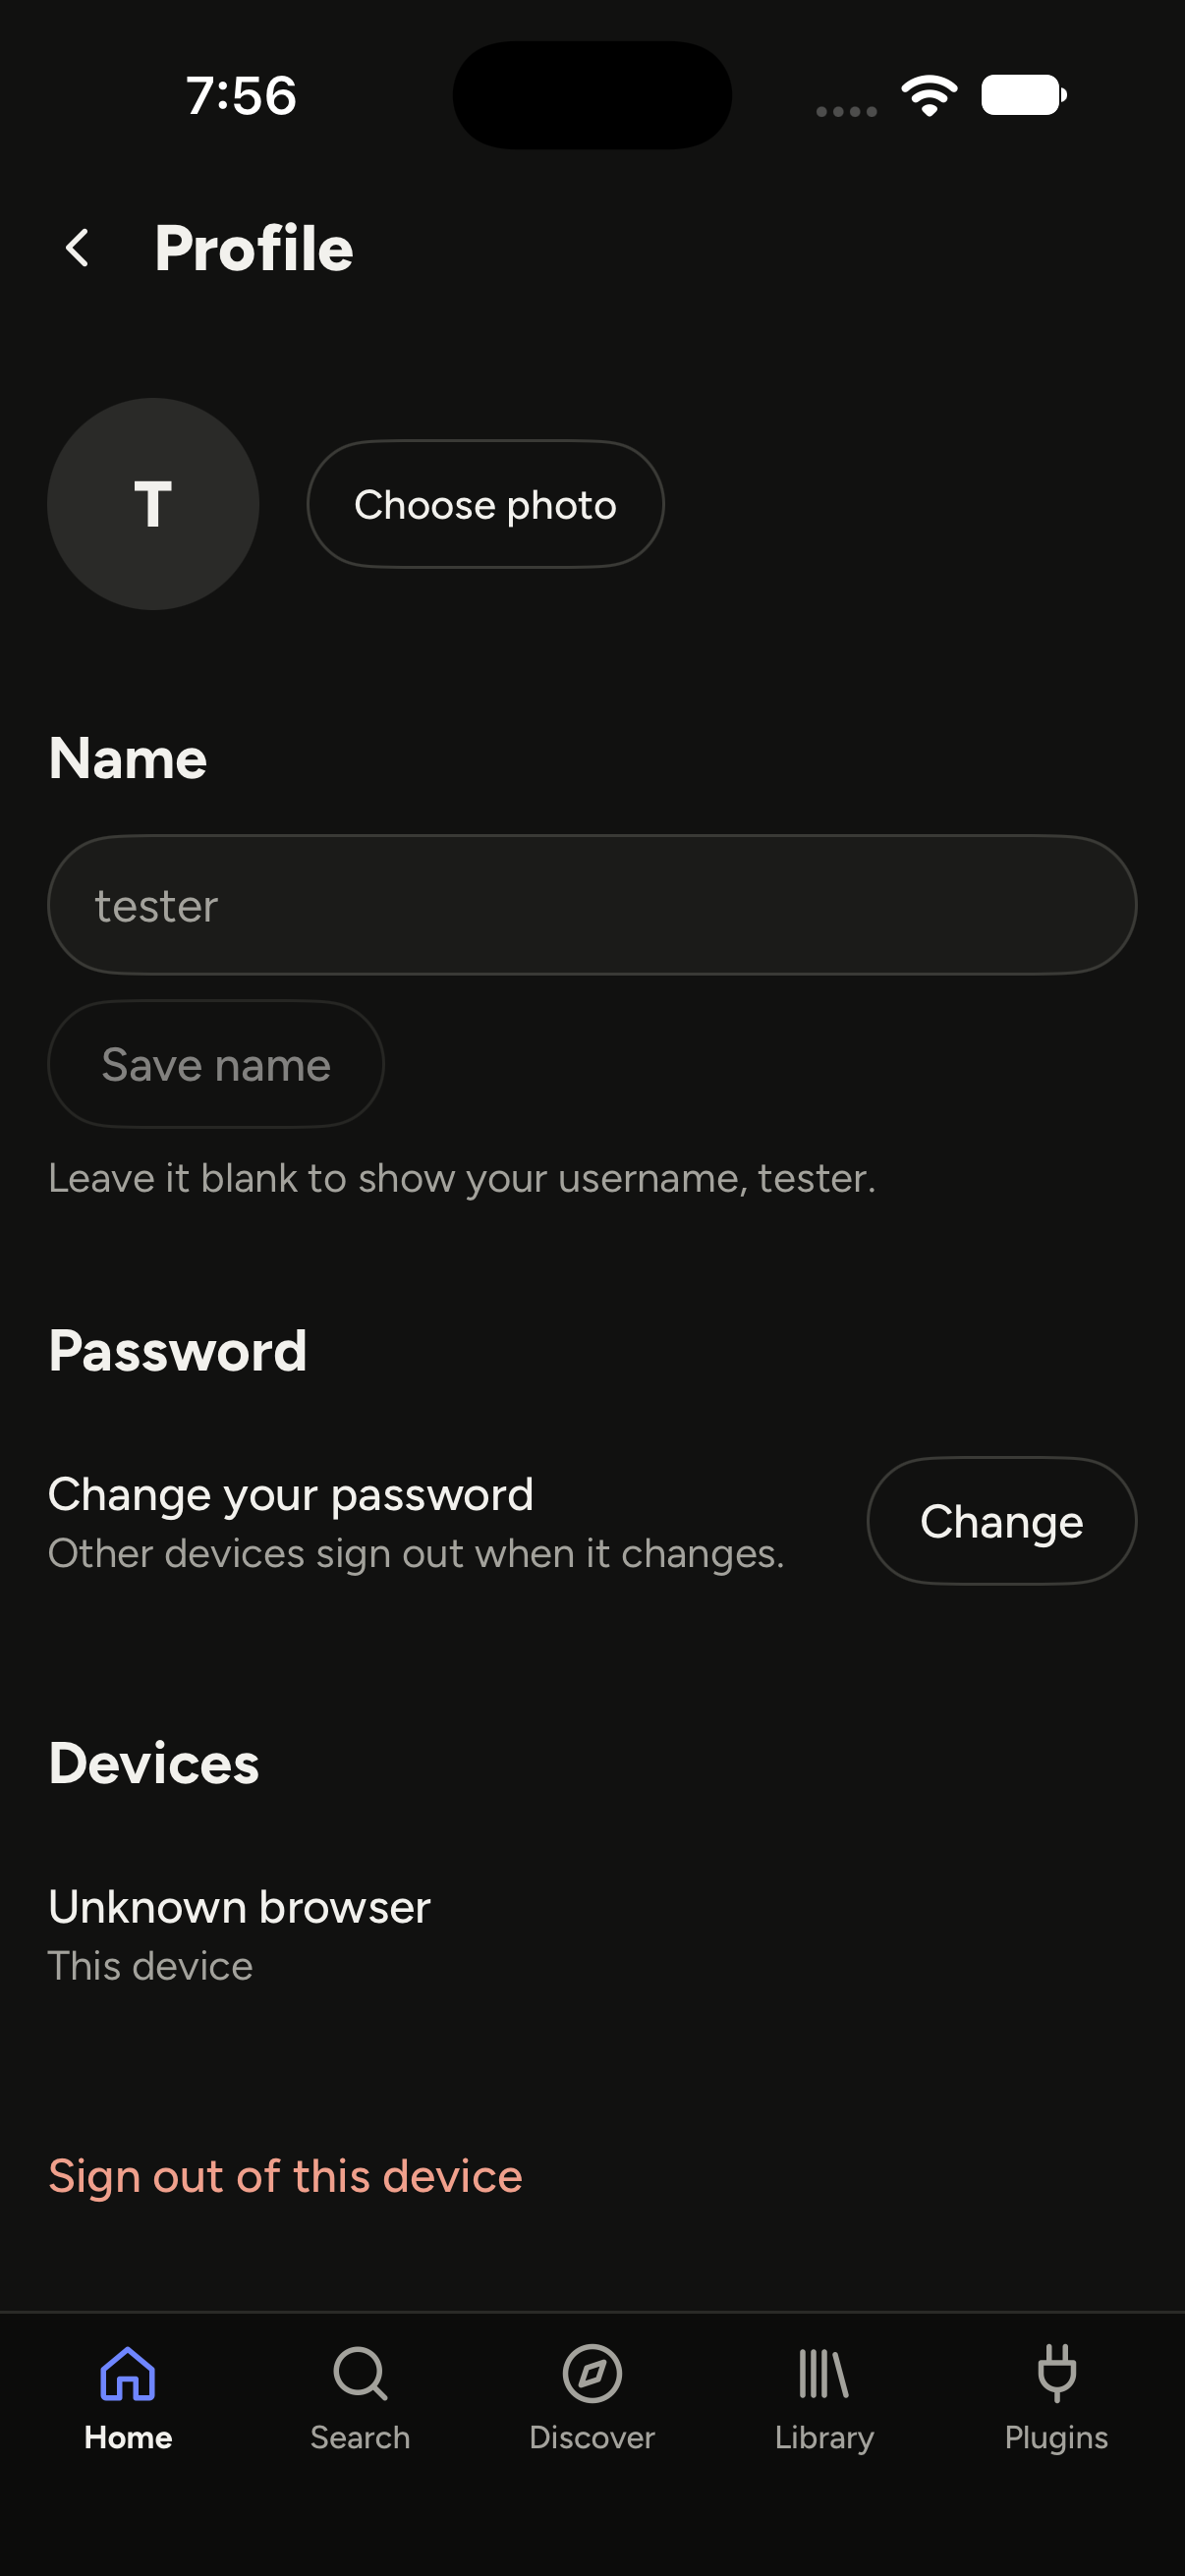 7:56
Profile
T
Choose photo
Name
tester
Save name
Leave it blank to show your username, tester.
Password
Change your password
Other devices sign out when it changes.
Change
Devices
Unknown browser
This device
Sign out of this device
Home
Search
Discover
Library
Plugins